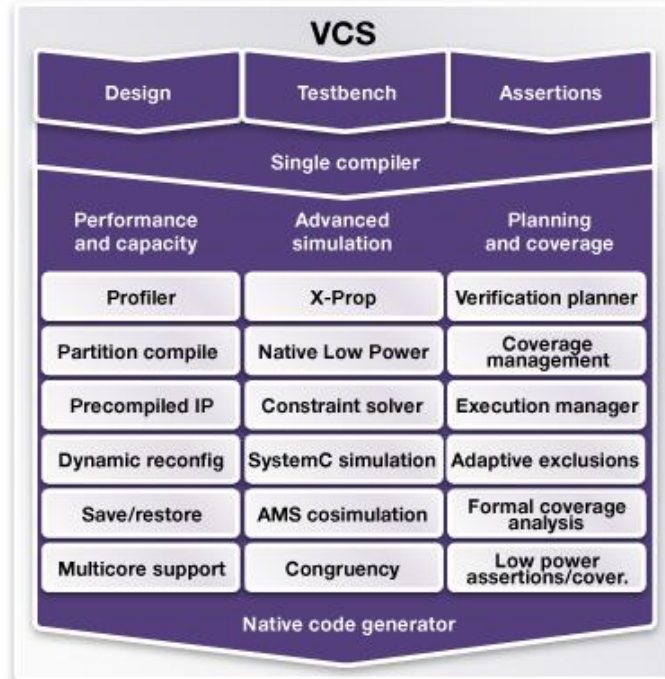 VCS
Design
Testbench
Assertions
Single compiler
Performance
and capacity
Advanced
simulation
Planning
and coverage
Profiler
X-Prop
Verification planner
Partition compile
Native Low Power
Coverage
management
Precompiled IP
Constraint solver
Execution manager
Dynamic reconfig
SystemC simulation
Adaptive exclusions
Save/restore
AMS cosimulation
Formal coverage
analysis
Multicore support
Congruency
Low power
assertions/cover.
Native code generator